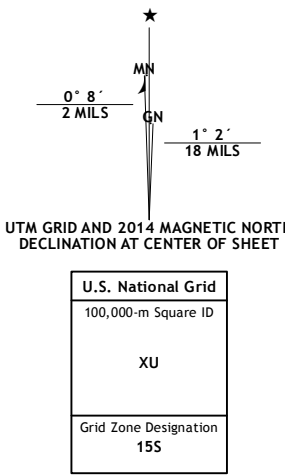 ★
MN
0° 8´
2 MILS
GN
1° 2´
18 MILS
UTM GRID AND 2014 MAGNETIC NORTH
DECLINATION AT CENTER OF SHEET
U.S. National Grid
100,000-m Square ID
XU
Grid Zone Designation
15S